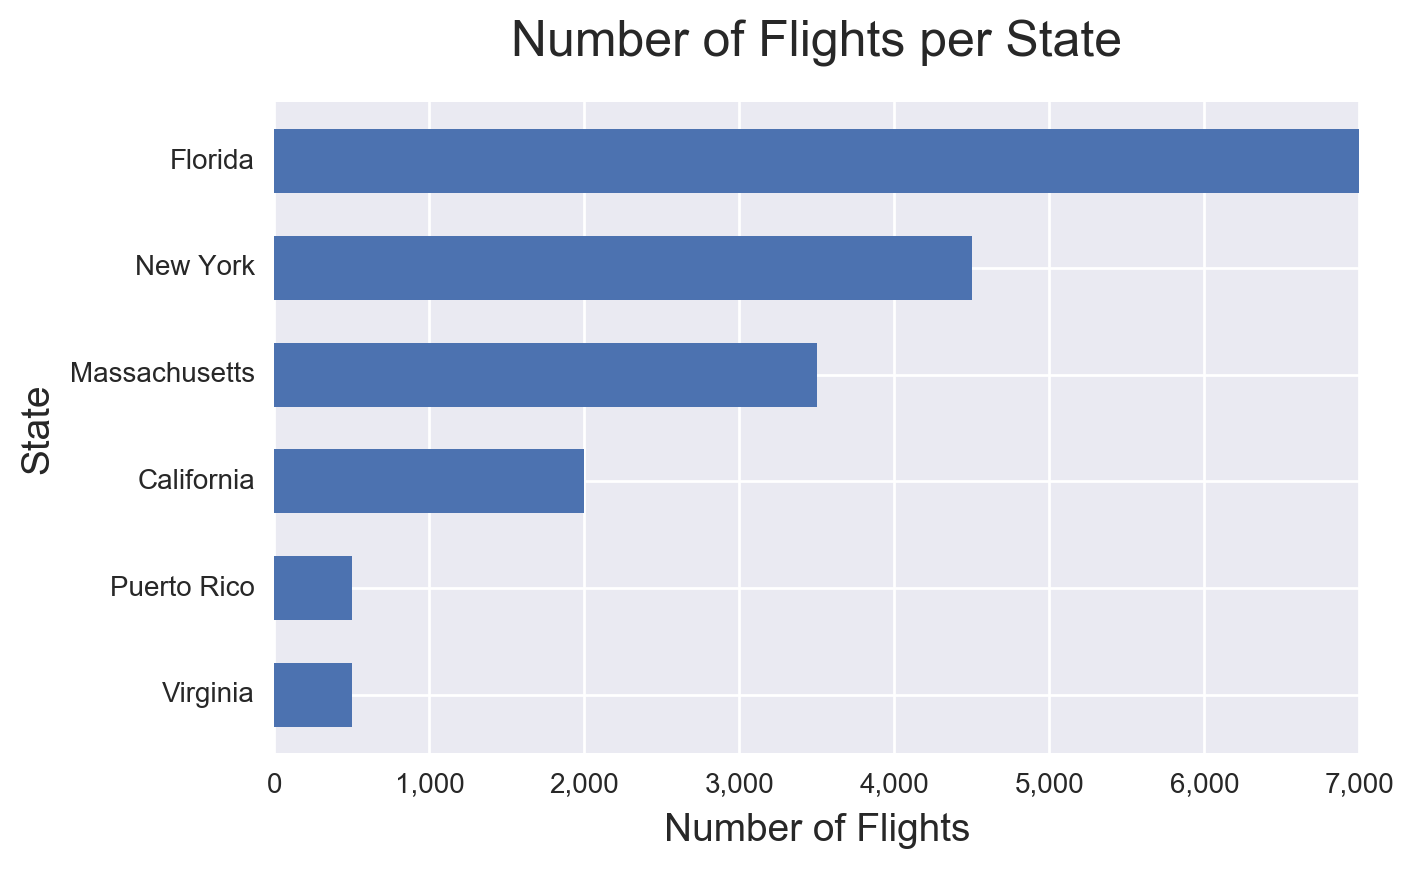 Number of Flights per State
Florida
New York
Massachusetts
California
Puerto Rico
Virginia
State
0 1,000 2,000 3,000 4,000 5,000 6,000 7,000
Number of Flights